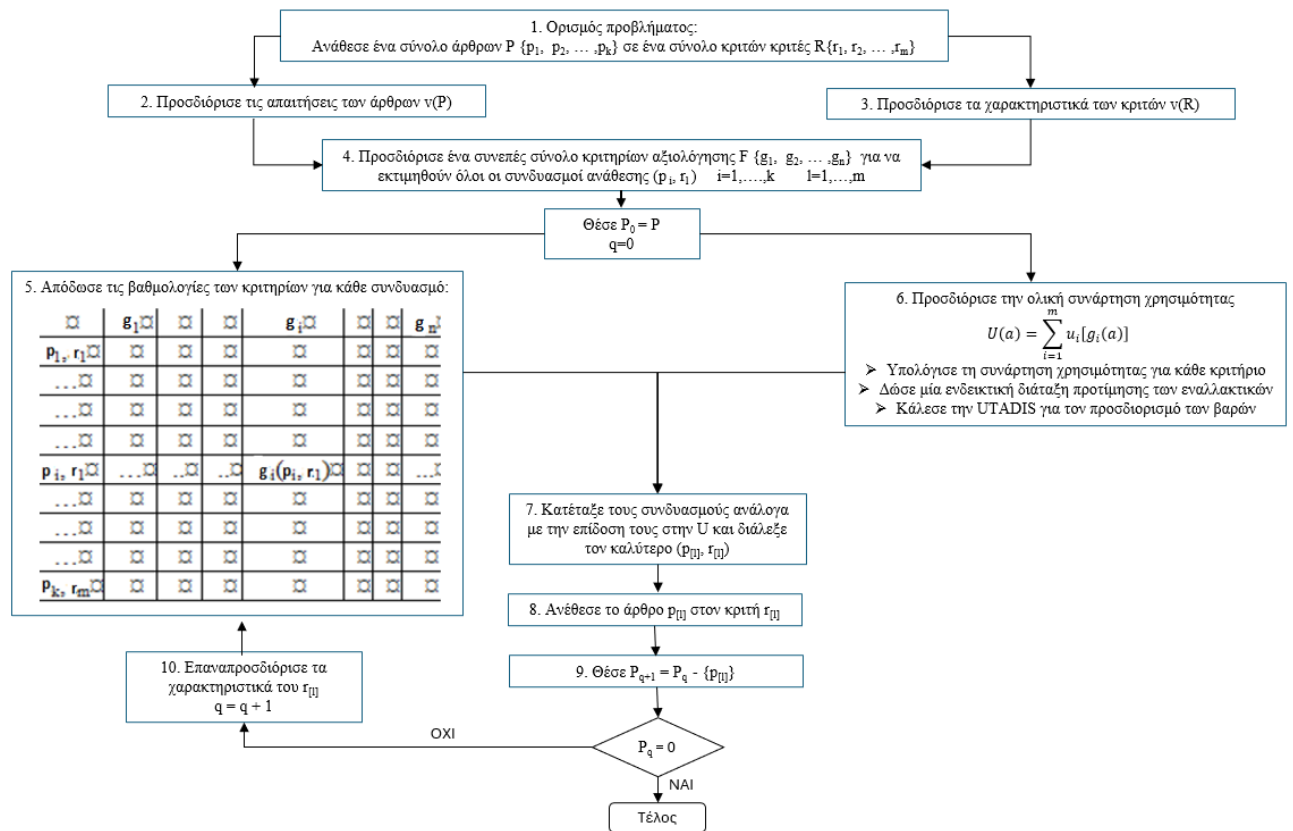 1. Ορισμός προβλήματος:
Ανάθεσε ένα σύνολο άρθρων P {p1, p2, … ,pk} σε ένα σύνολο κριτών κριτές R{r1, r2, … ,rm}
2. Προσδιόρισε τις απαιτήσεις των άρθρων v(P)
3. Προσδιόρισε τα χαρακτηριστικά των κριτών v(R)
4. Προσδιόρισε ένα συνεπές σύνολο κριτηρίων αξιολόγησης F {g1, g2, … ,gn} για να
εκτιμηθούν όλοι οι συνδυασμοί ανάθεσης (p i, r1) i=1,….,k l=1,…,m
Θέσε P0 = P
q=0
5. Απόδωσε τις βαθμολογίες των κριτηρίων για κάθε συνδυασμό:
¤ g1¤ ¤ ¤ g i¤ ¤ ¤ g n¤
p1, r1¤ ¤ ¤ ¤ ¤ ¤ ¤ ¤
…¤ ¤ ¤ ¤ ¤ ¤ ¤ ¤
…¤ ¤ ¤ ¤ ¤ ¤ ¤ ¤
…¤ ¤ ¤ ¤ ¤ ¤ ¤ ¤
p i, r1¤ …¤ ..¤ ..¤ g i(pi, r1)¤ ¤ ¤ …¤
…¤ ¤ ¤ ¤ ¤ ¤ ¤ ¤
…¤ ¤ ¤ ¤ ¤ ¤ ¤ ¤
…¤ ¤ ¤ ¤ ¤ ¤ ¤ ¤
pk, rm¤ ¤ ¤ ¤ ¤ ¤ ¤ ¤
6. Προσδιόρισε την ολική συνάρτηση χρησιμότητας
U(a) = ∑_{i=1}^{m} ui[gi(a)]
➢ Υπολόγισε τη συνάρτηση χρησιμότητας για κάθε κριτήριο
➢ Δώσε μία ενδεικτική διάταξη προτίμησης των εναλλακτικών
➢ Κάλεσε την UTADIS για τον προσδιορισμό των βαρών
7. Κατέταξε τους συνδυασμούς ανάλογα
με την επίδοση τους στην U και διάλεξε
τον καλύτερο (p[l], r[l])
8. Ανέθεσε το άρθρο p[l] στον κριτή r[l]
9. Θέσε Pq+1 = Pq - {p[l]}
10. Επαναπροσδιόρισε τα
χαρακτηριστικά του r[l]
q = q + 1
ΟΧΙ
Pq = 0
ΝΑΙ
Τέλος